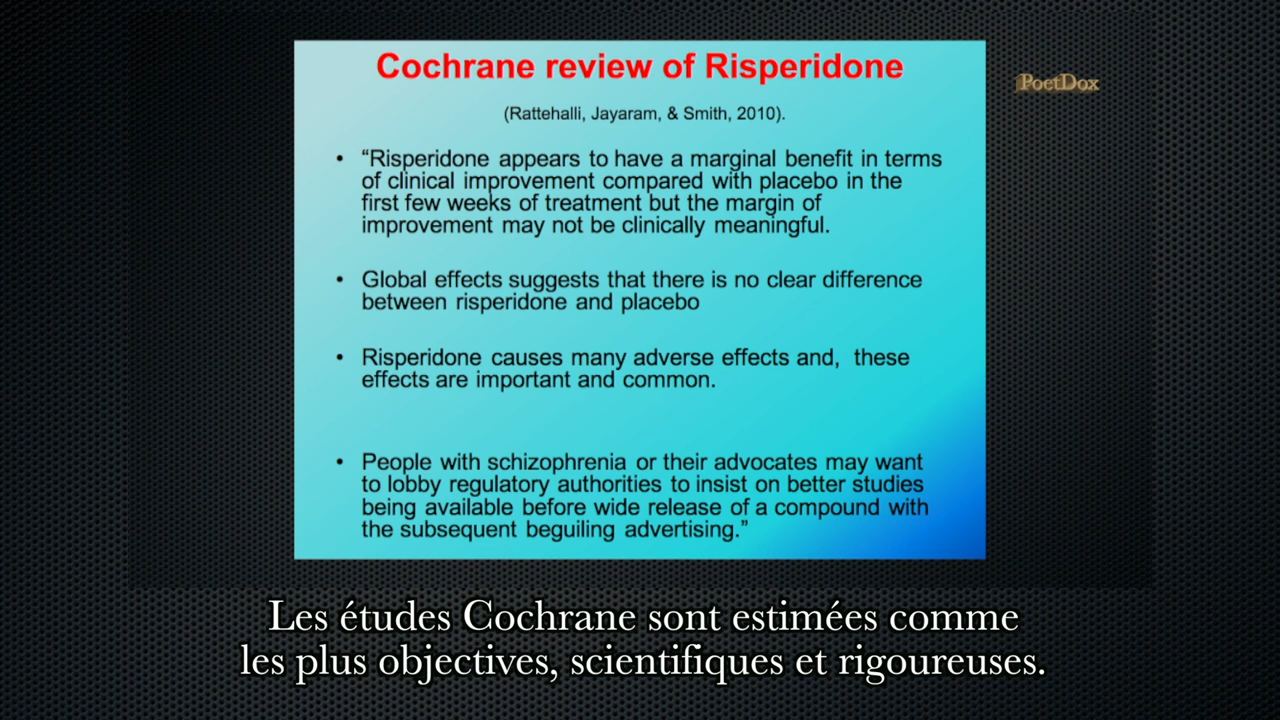 Cochrane review of Risperidone
PoetDox
(Rattehalli, Jayaram, & Smith, 2010).
• “Risperidone appears to have a marginal benefit in terms
of clinical improvement compared with placebo in the
first few weeks of treatment but the margin of
improvement may not be clinically meaningful.
• Global effects suggests that there is no clear difference
between risperidone and placebo
• Risperidone causes many adverse effects and, these
effects are important and common.
• People with schizophrenia or their advocates may want
to lobby regulatory authorities to insist on better studies
being available before wide release of a compound with
the subsequent beguiling advertising.”
Les études Cochrane sont estimées comme
les plus objectives, scientifiques et rigoureuses.